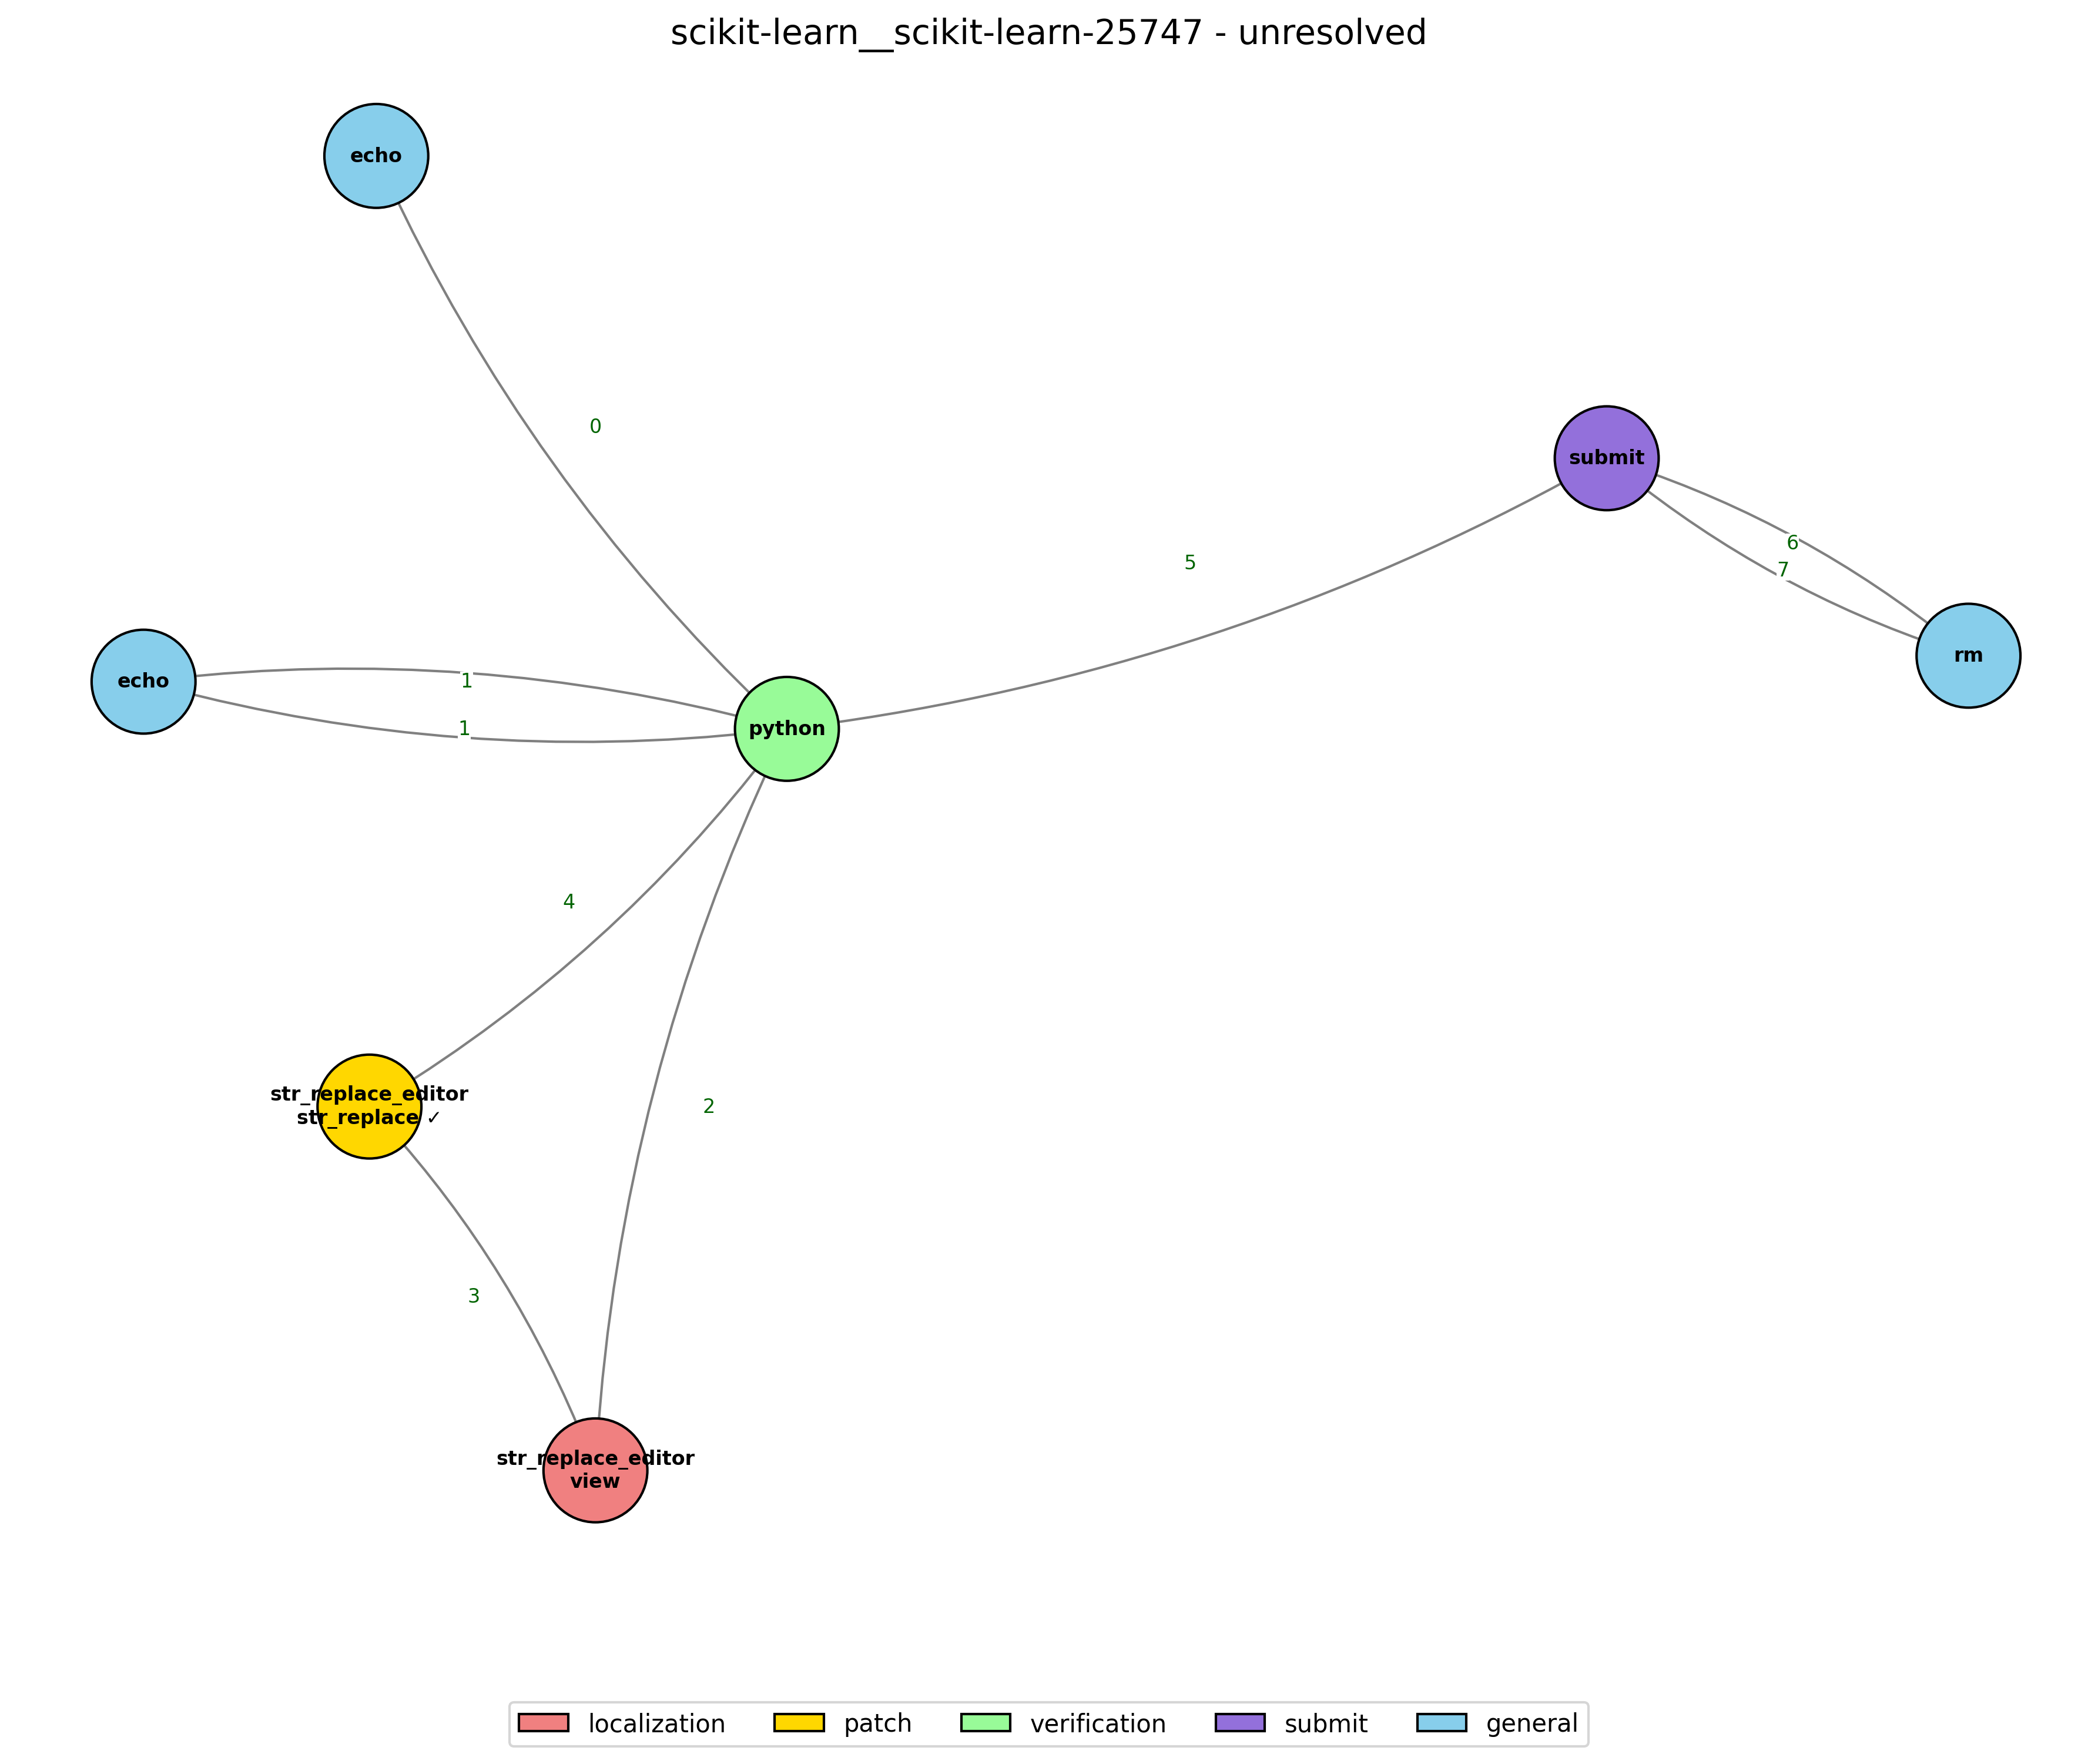 scikit-learn__scikit-learn-25747 - unresolved
echo
0
submit
5
6
7
rm
echo
1
1
python
4
2
str_replace_editor
str_replace ✓
3
str_replace_editor
view
localization
patch
verification
submit
general